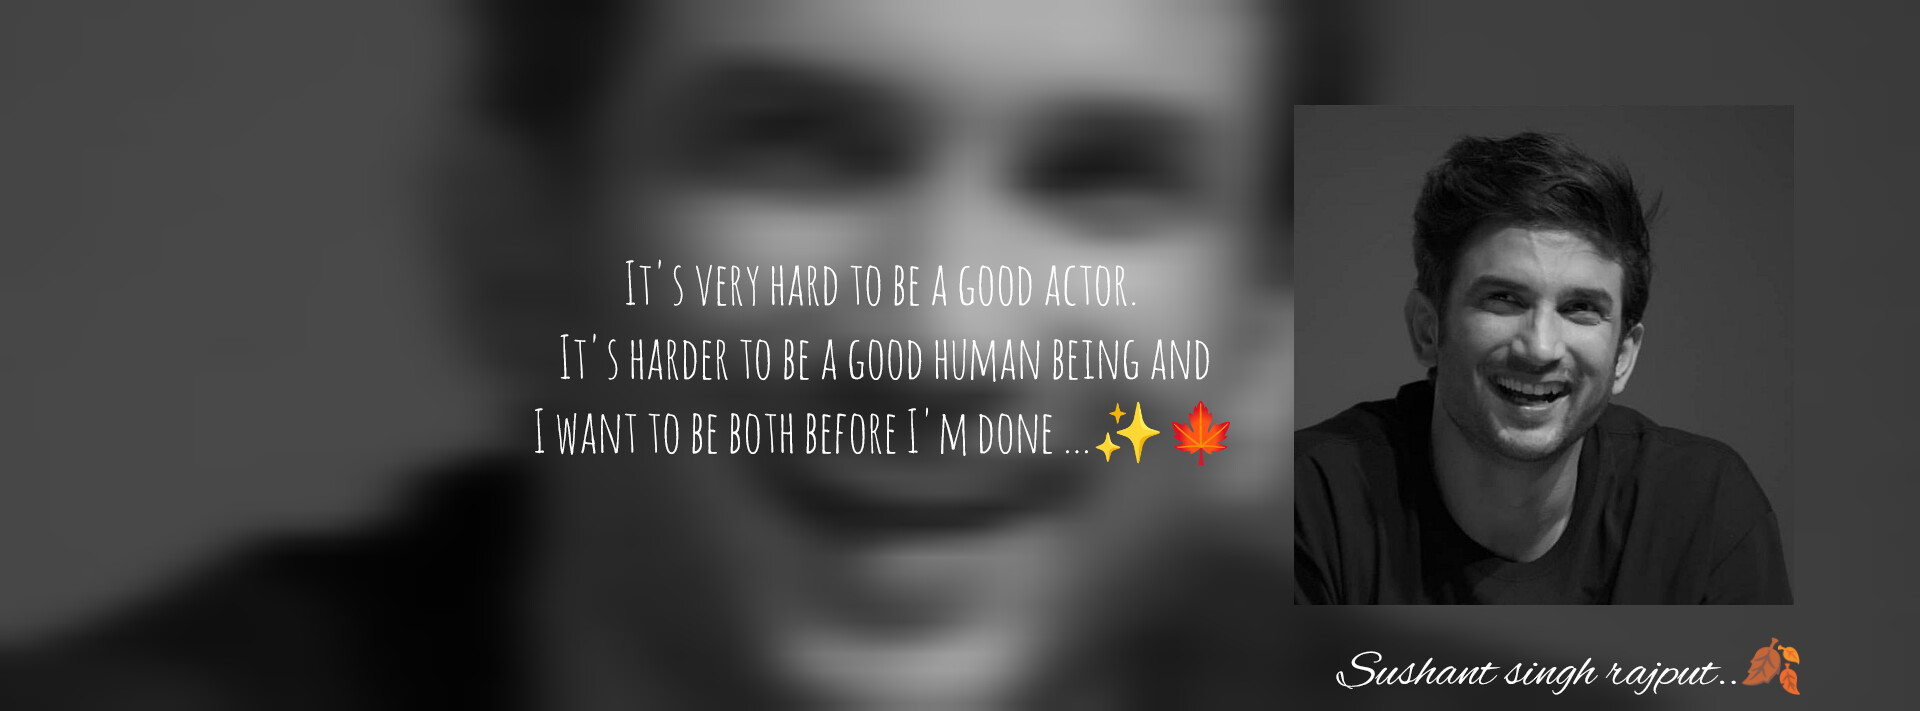 It's very hard to be a good actor.
It's harder to be a good human being and
I want to be both before I'm done ...✨🍁
Sushant singh rajput..🍂